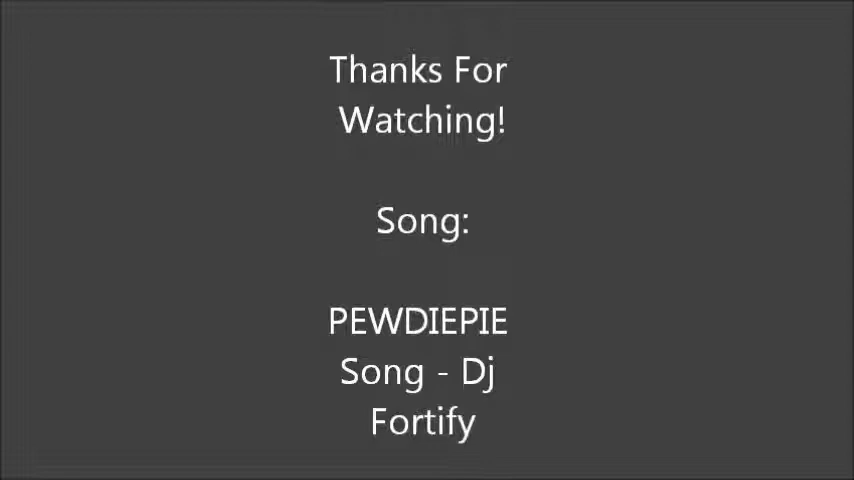 Thanks For
Watching!
Song:
PEWDIEPIE
Song - Dj
Fortify